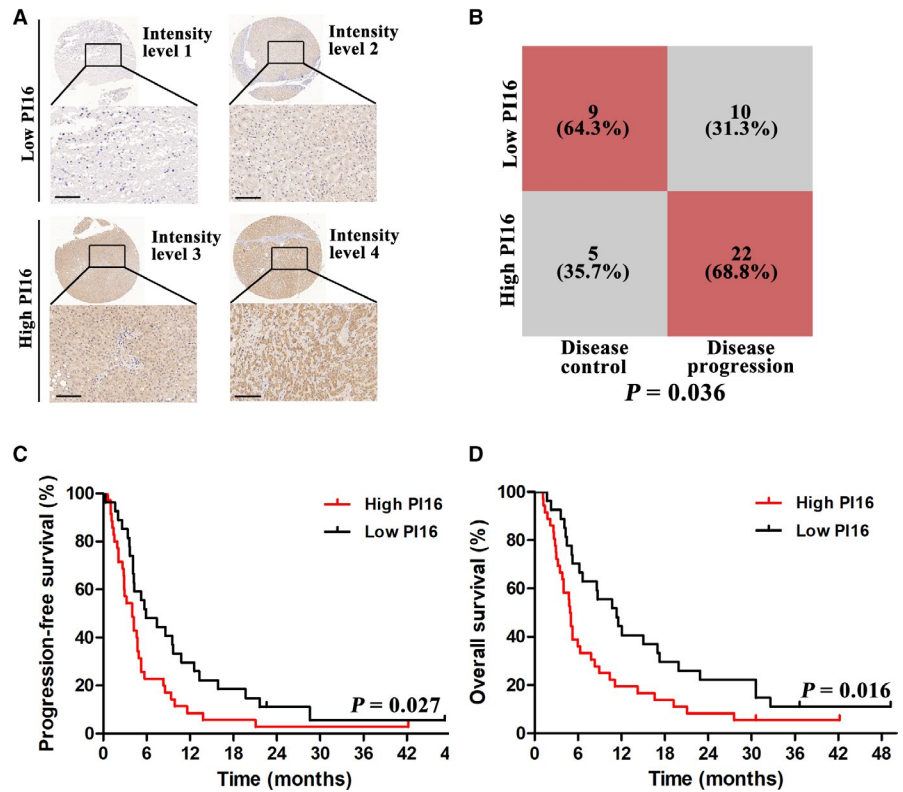 A
Intensity
level 1
Intensity
level 2
Low PI16
Intensity
level 3
Intensity
level 4
High PI16
B
Low PI16
9
(64.3%)
10
(31.3%)
High PI16
5
(35.7%)
22
(68.8%)
Disease
control
Disease
progression
P = 0.036
C
Progression-free survival (%)
100
80
60
40
20
0
High PI16
Low PI16
P = 0.027
0 6 12 18 24 30 36 42 4
Time (months)
D
Overall survival (%)
100
80
60
40
20
0
High PI16
Low PI16
P = 0.016
0 6 12 18 24 30 36 42 48
Time (months)